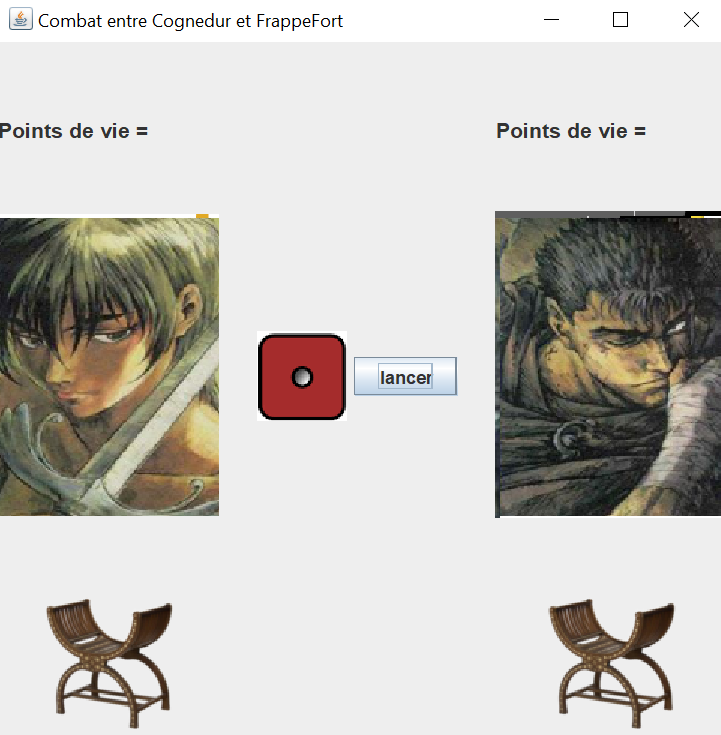 Combat entre Cognedur et FrappeFort
Points de vie =
Points de vie =
lancer